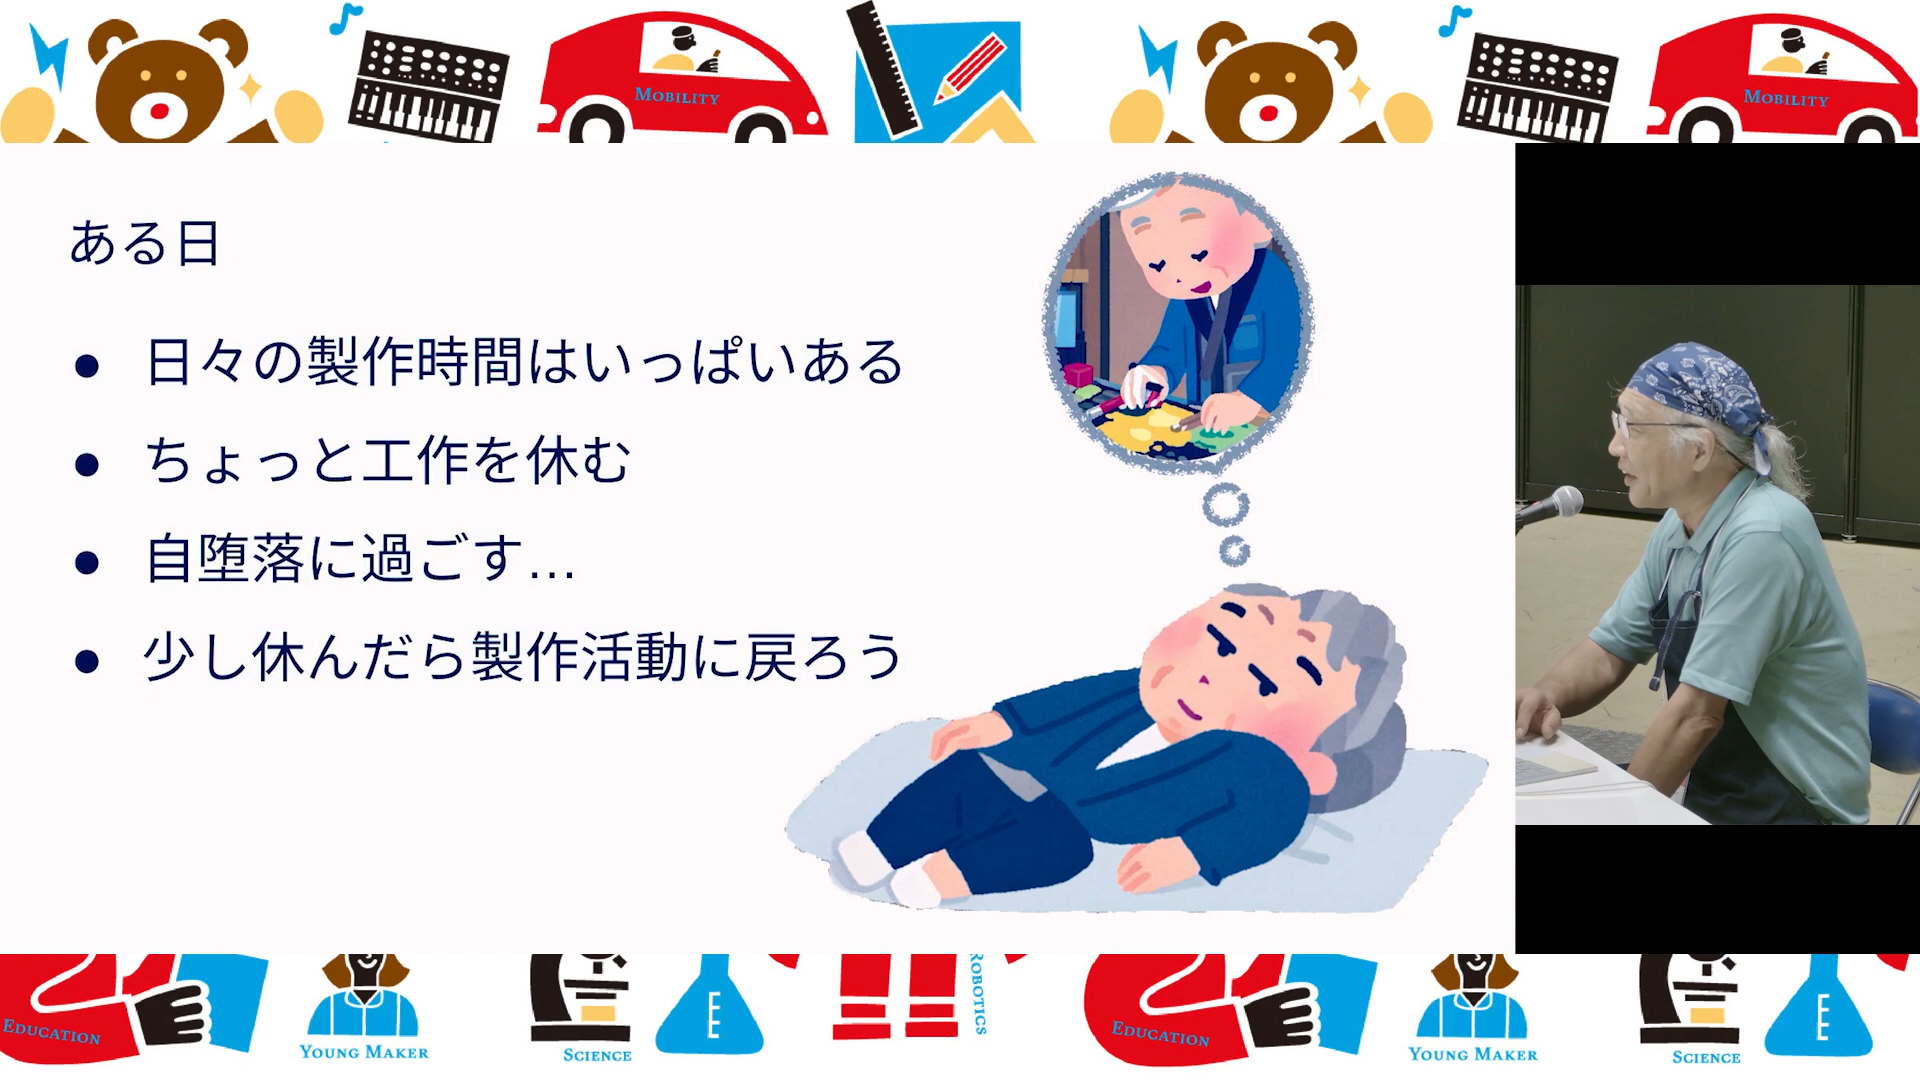 MOBILITY
MOBILITY
ある日
● 日々の製作時間はいっぱいある
● ちょっと工作を休む
● 自堕落に過ごす...
● 少し休んだら製作活動に戻ろう
EDUCATION
YOUNG MAKER
SCIENCE
E
ROBOTICS
EDUCATION
YOUNG MAKER
SCIENCE
E